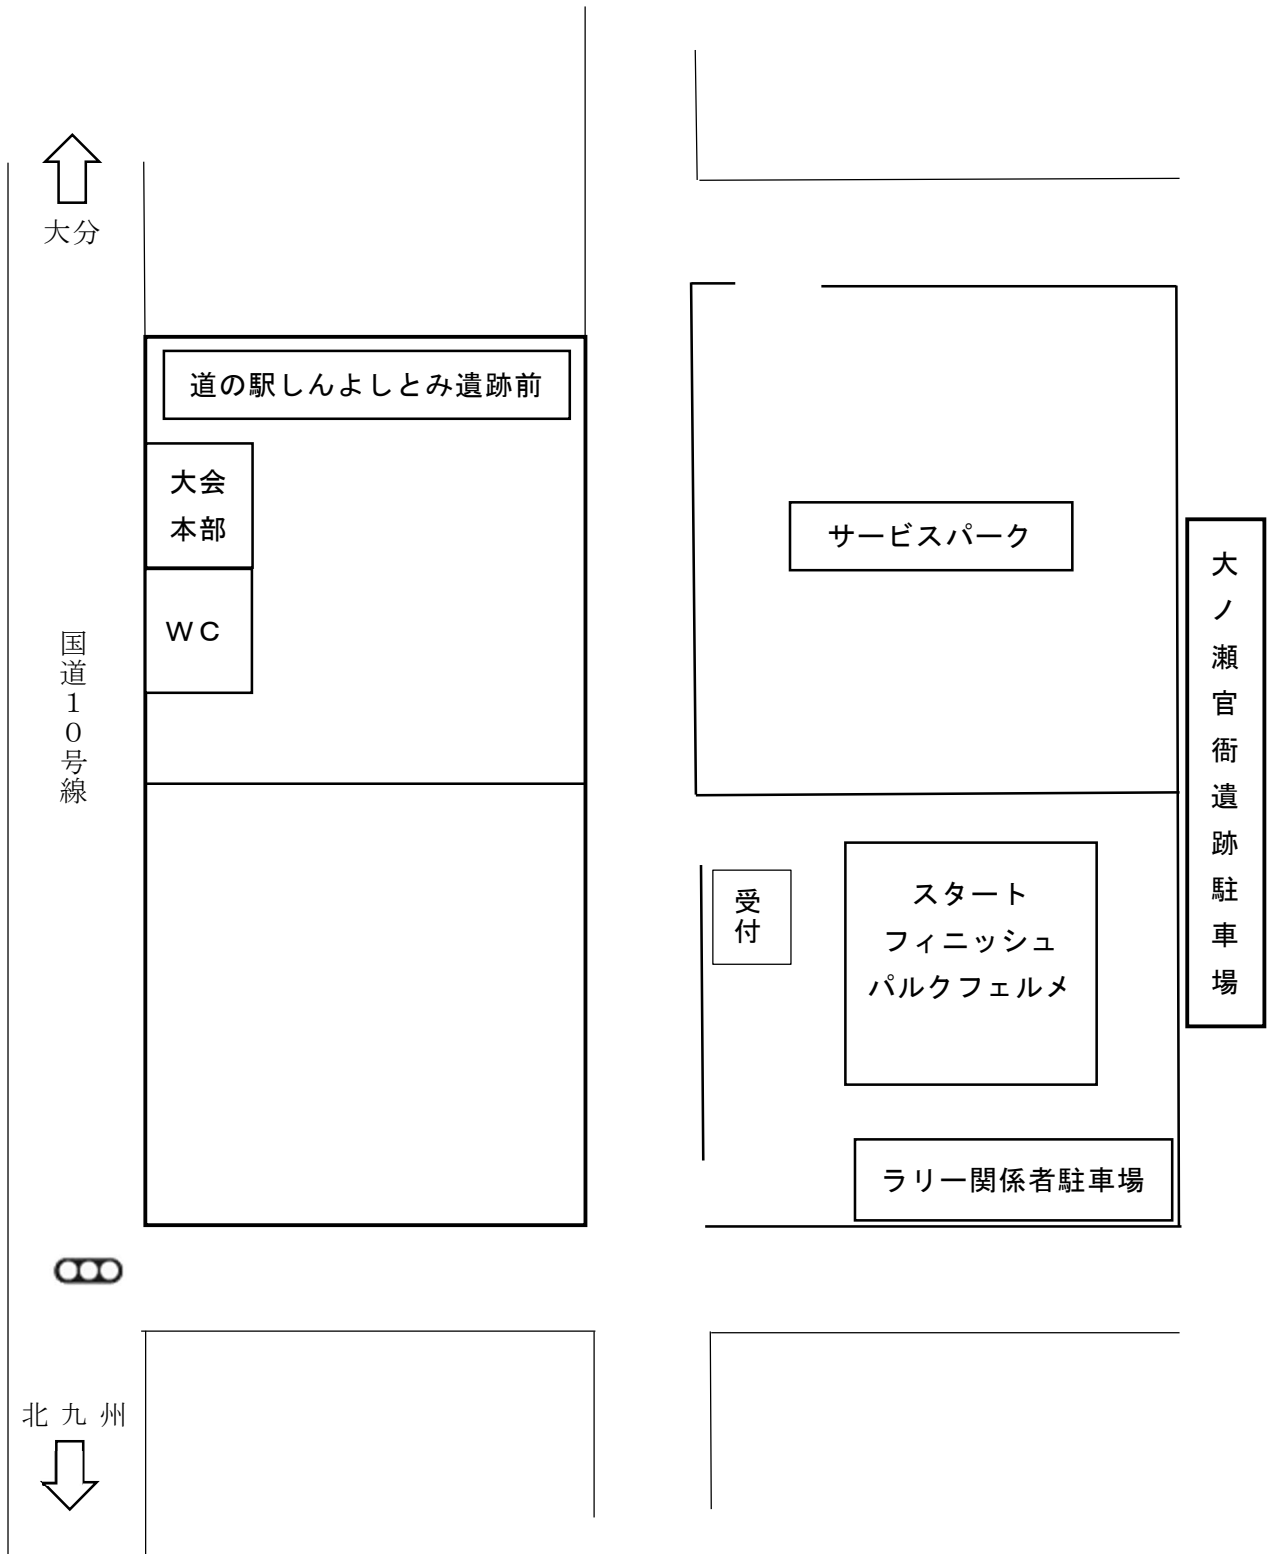 大分
道の駅しんよしとみ遺跡前
大会
本部
ＷＣ
国道１０号線
サービスパーク
大ノ瀬官衙遺跡駐車場
受付
スタート
フィニッシュ
パルクフェルメ
ラリー関係者駐車場
北九州